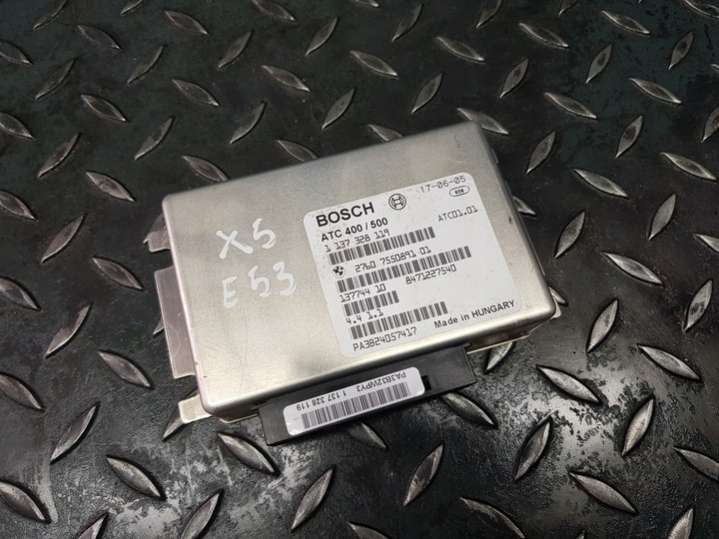 X5
E53
17-06-05
BOSCH
ATC 400 / 500
1 137 328 119
ATC01.01
2760 7550891 01
137744 10
8471227540
4.4 1.1
PA3824057417
Made in HUNGARY
1 137 328 119